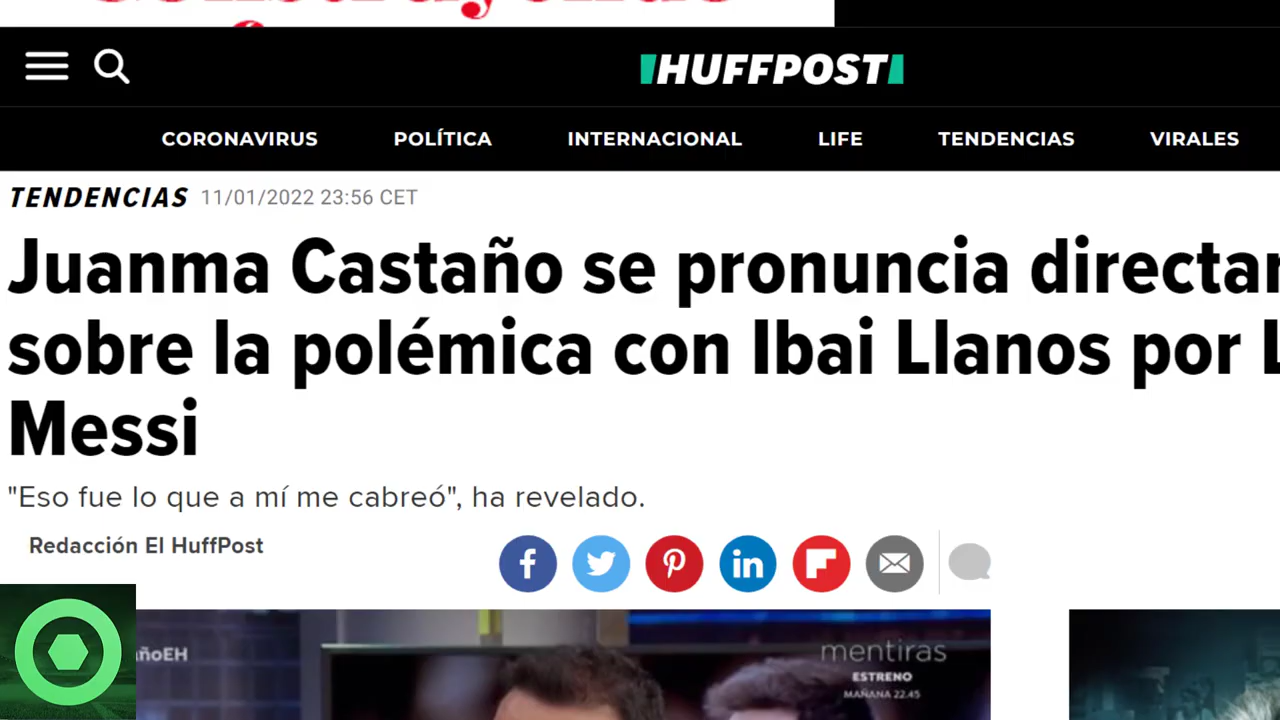 HUFFPOST
CORONAVIRUS POLÍTICA INTERNACIONAL LIFE TENDENCIAS VIRALES
TENDENCIAS 11/01/2022 23:56 CET
Juanma Castaño se pronuncia directar
sobre la polémica con Ibai Llanos por L
Messi
"Eso fue lo que a mí me cabreó", ha revelado.
Redacción El HuffPost
ñoEH
mentiras
ESTRENO
MAÑANA 22.45